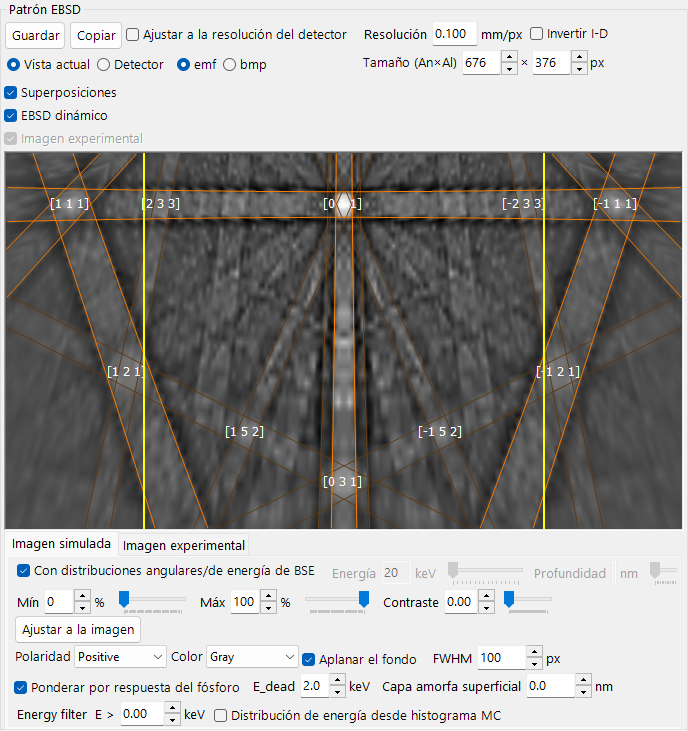 Patrón EBSD
Guardar Copiar Ajustar a la resolución del detector Resolución 0.100 mm/px Invertir I-D
Vista actual Detector emf bmp Tamaño (An×Al) 676 × 376 px
Superposiciones
EBSD dinámico
Imagen experimental
[1 1 1] [2 3 3] [0 1] [-2 3 3] [-1 1 1]
[1 2 1] [-1 2 1]
[1 5 2] [-1 5 2]
[0 3 1]
Imagen simulada Imagen experimental
Con distribuciones angulares/de energía de BSE Energía 20 keV Profundidad nm
Mín 0 % Máx 100 % Contraste 0.00
Ajustar a la imagen
Polaridad Positive Color Gray Aplanar el fondo FWHM 100 px
Ponderar por respuesta del fósforo E_dead 2.0 keV Capa amorfa superficial 0.0 nm
Energy filter E > 0.00 keV Distribución de energía desde histograma MC